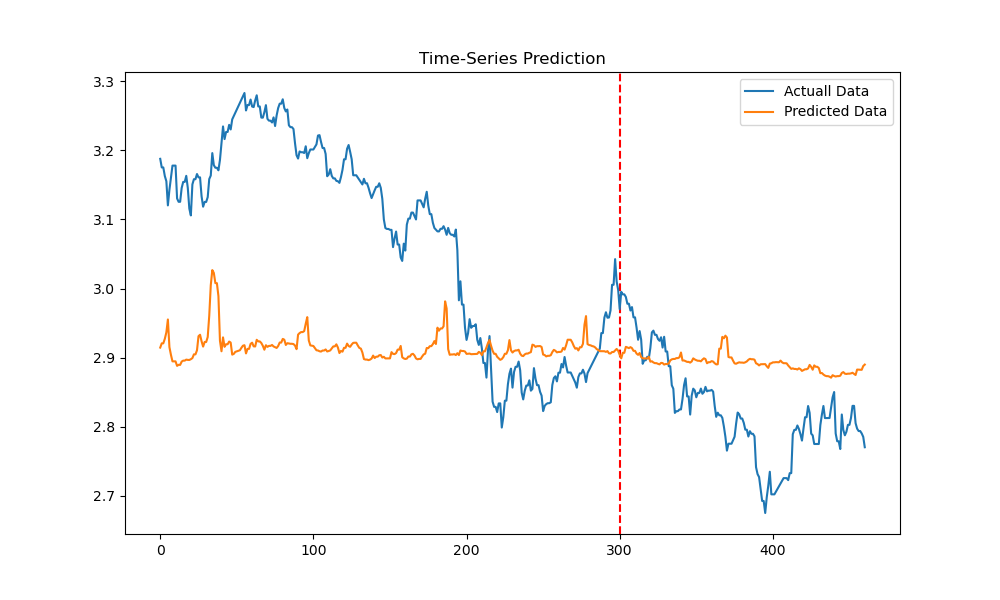 Time-Series Prediction
Actuall Data
Predicted Data
3.3
3.2
3.1
3.0
2.9
2.8
2.7
0 100 200 300 400